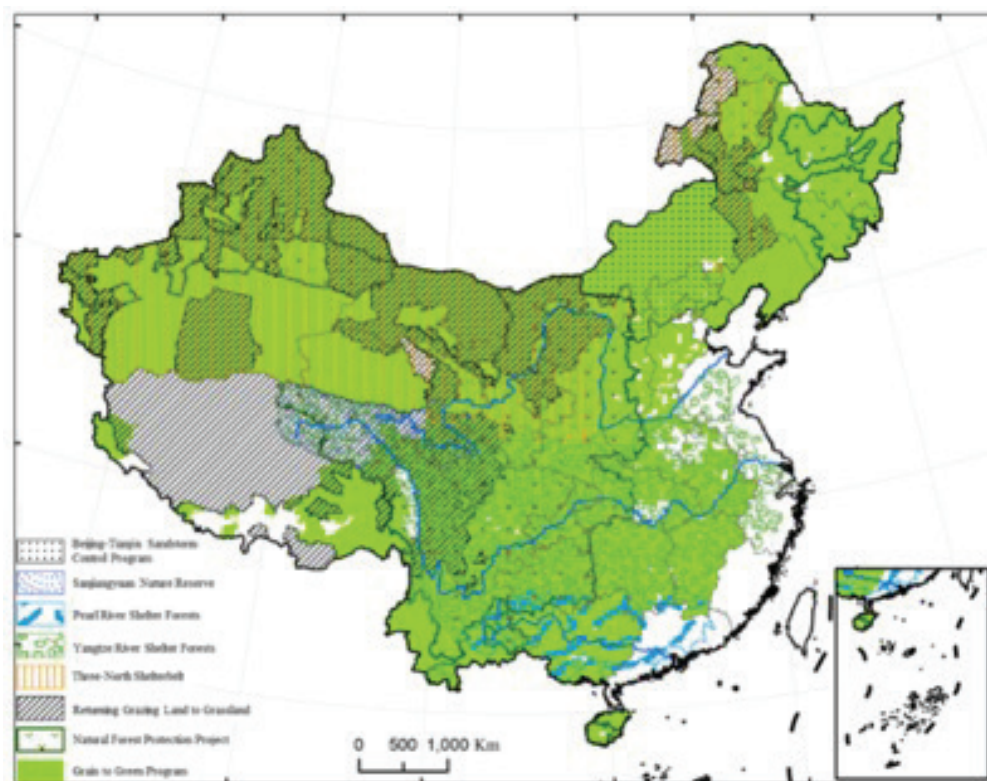 Beijing-Tianjin Sandstorm
Control Program
Sanjiangyuan Nature Reserve
Pearl River Shelter Forests
Yangtze River Shelter Forests
Three-North Shelterbelt
Returning Grazing Land to Grassland
Natural Forest Protection Project
Grain to Green Program
0 500 1,000 Km